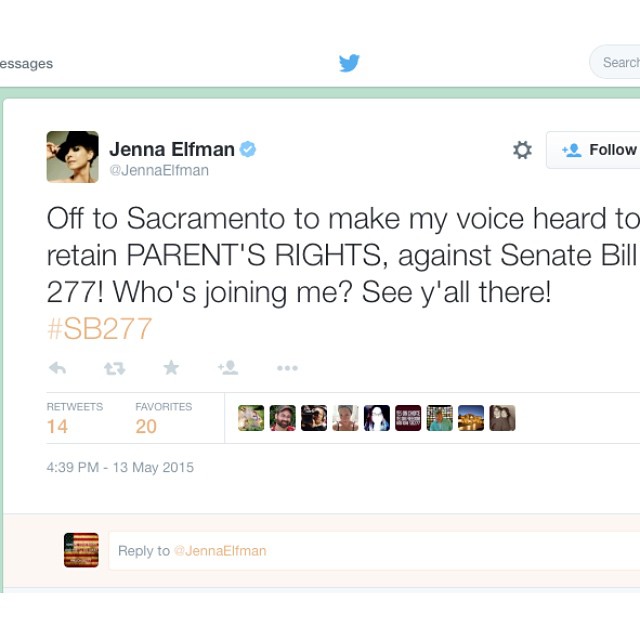 essages
Search
Jenna Elfman
@JennaElfman
Follow
Off to Sacramento to make my voice heard to
retain PARENT'S RIGHTS, against Senate Bill
277! Who's joining me? See y'all there!
#SB277
RETWEETS
FAVORITES
14
20
4:39 PM - 13 May 2015
Reply to @JennaElfman